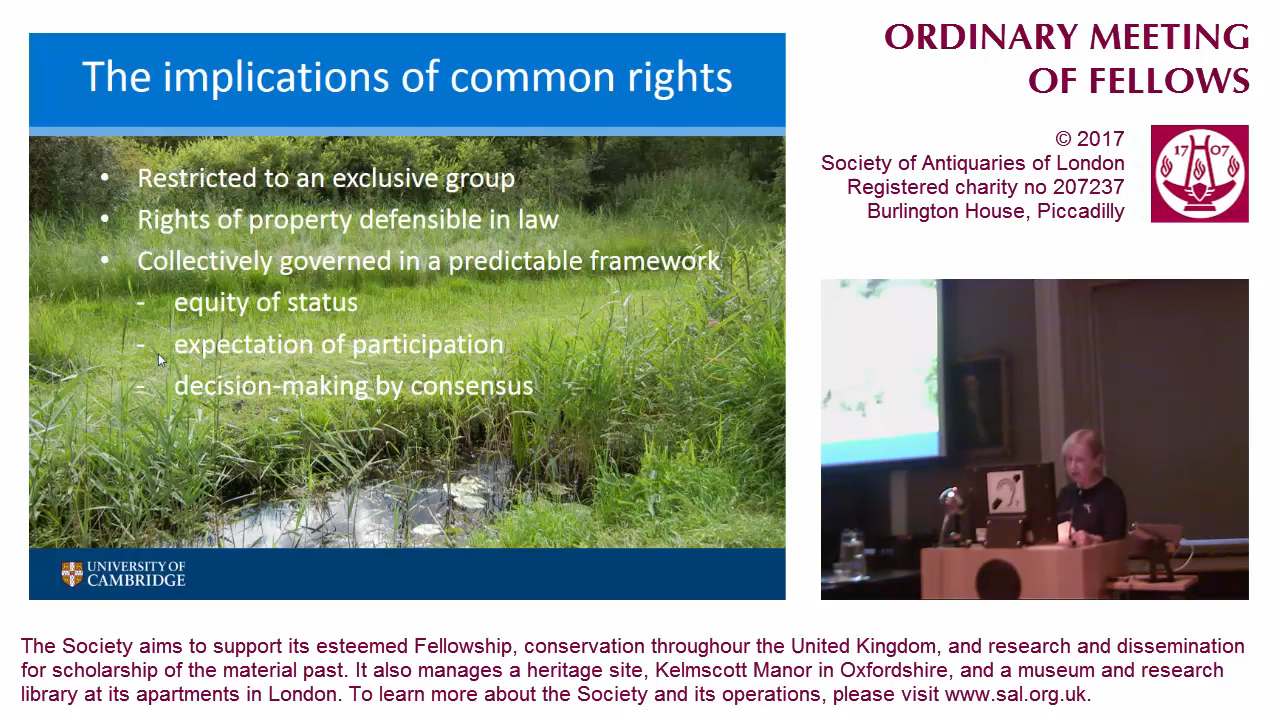 The implications of common rights
• Restricted to an exclusive group
• Rights of property defensible in law
• Collectively governed in a predictable framework
- equity of status
- expectation of participation
- decision-making by consensus
UNIVERSITY OF
CAMBRIDGE
ORDINARY MEETING
OF FELLOWS
© 2017
Society of Antiquaries of London
Registered charity no 207237
Burlington House, Piccadilly
17 07
The Society aims to support its esteemed Fellowship, conservation throughour the United Kingdom, and research and dissemination
for scholarship of the material past. It also manages a heritage site, Kelmscott Manor in Oxfordshire, and a museum and research
library at its apartments in London. To learn more about the Society and its operations, please visit www.sal.org.uk.